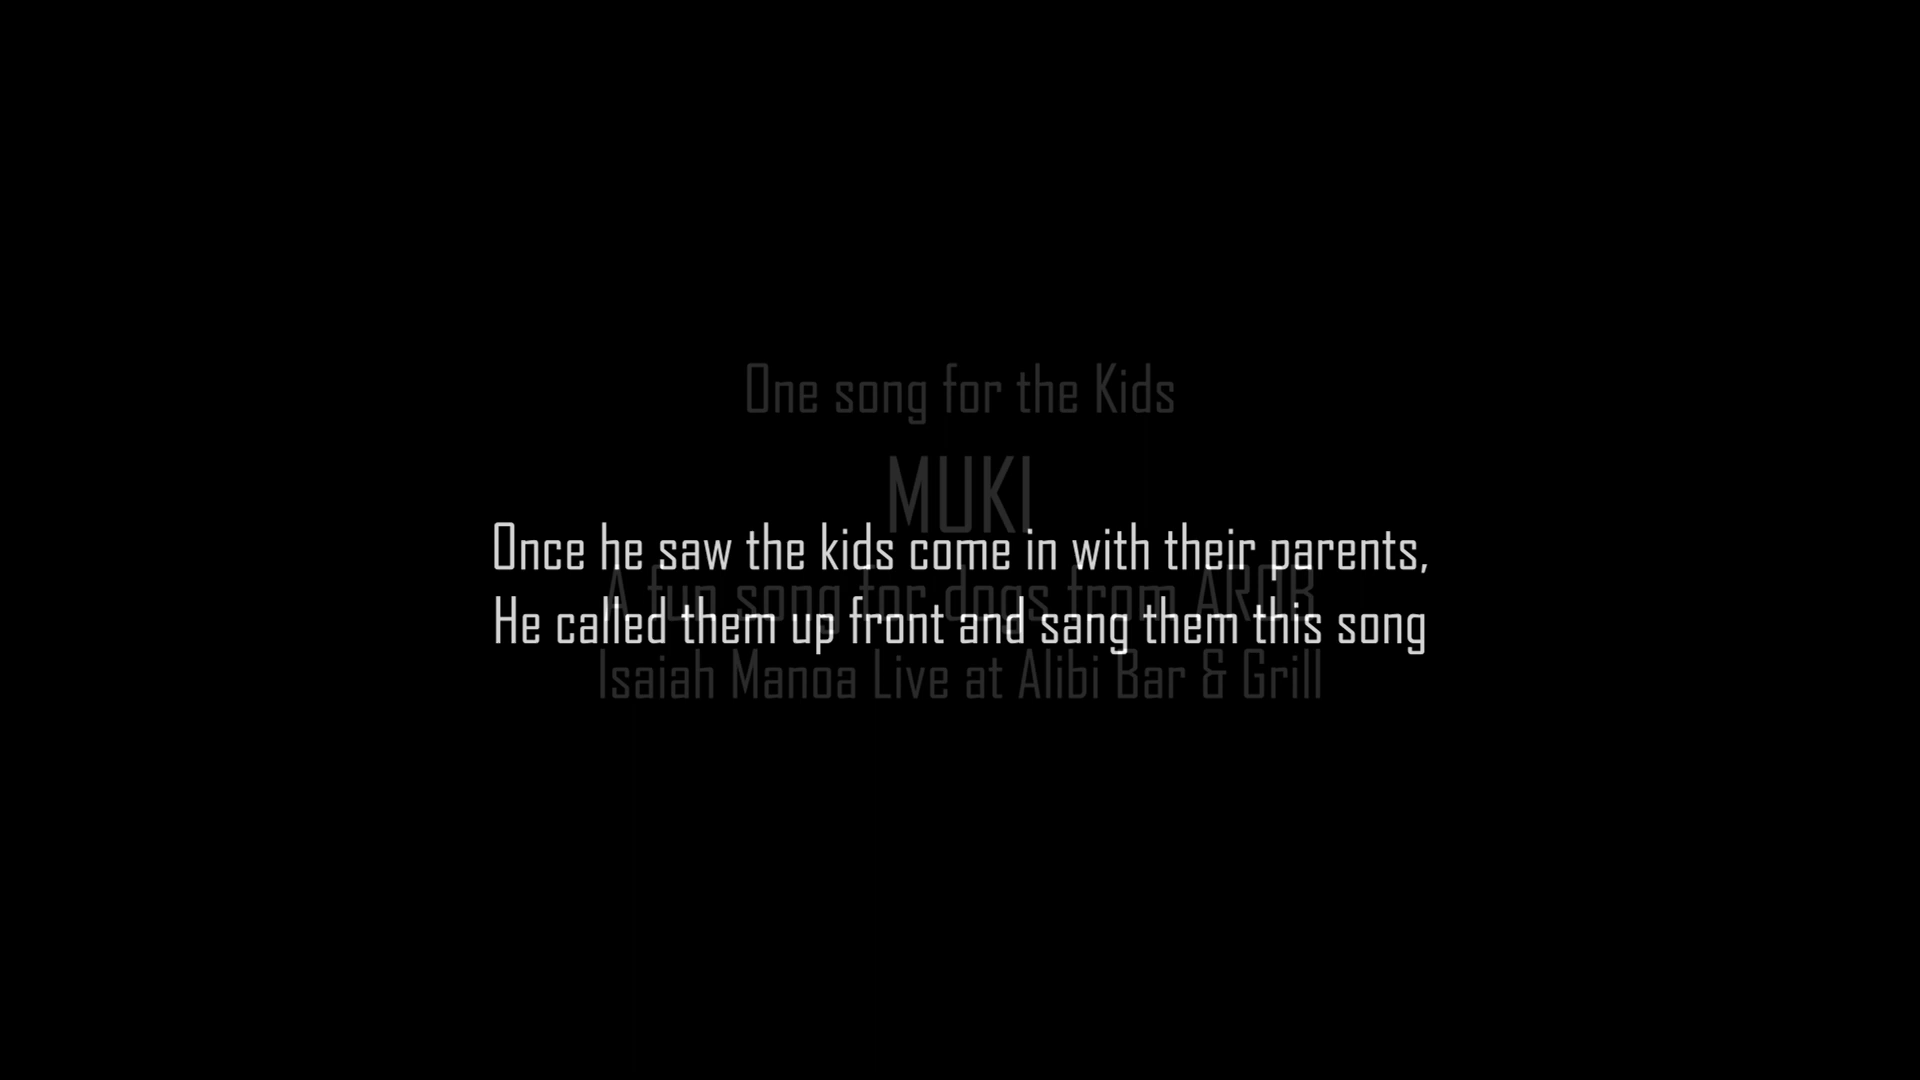 One song for the Kids
MUKI
Once he saw the kids come in with their parents,
A fun song for dogs from AROB
He called them up front and sang them this song
Isaiah Manoa Live at Alibi Bar & Grill